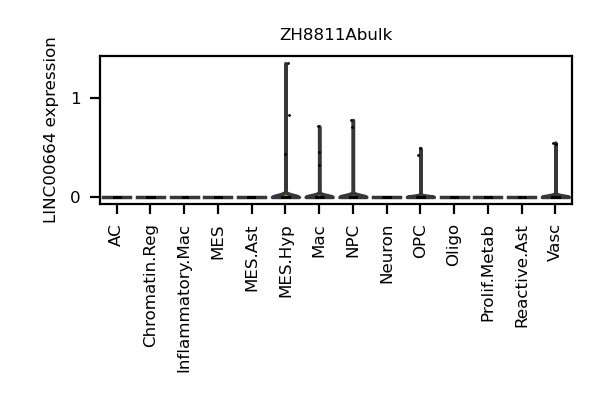 ZH8811Abulk
LINC00664 expression
1
0
AC
Chromatin.Reg
Inflammatory.Mac
MES
MES.Ast
MES.Hyp
Mac
NPC
Neuron
OPC
Oligo
Prolif.Metab
Reactive.Ast
Vasc